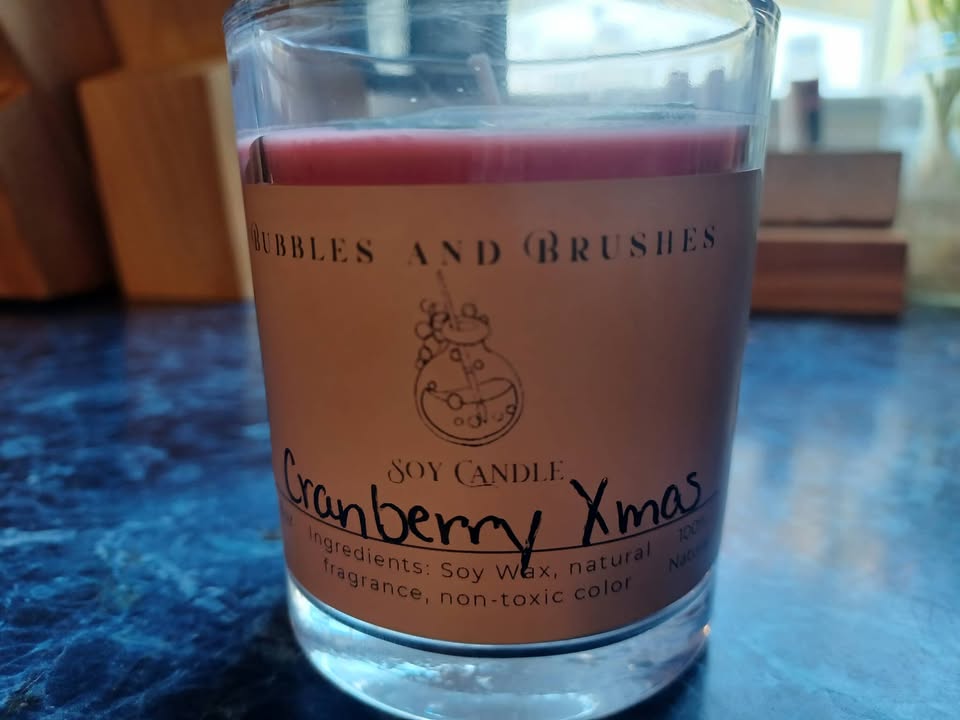 Bubbles and Brushes
Soy Candle
Cranberry Xmas
Ingredients: Soy Wax, natural
fragrance, non-toxic color